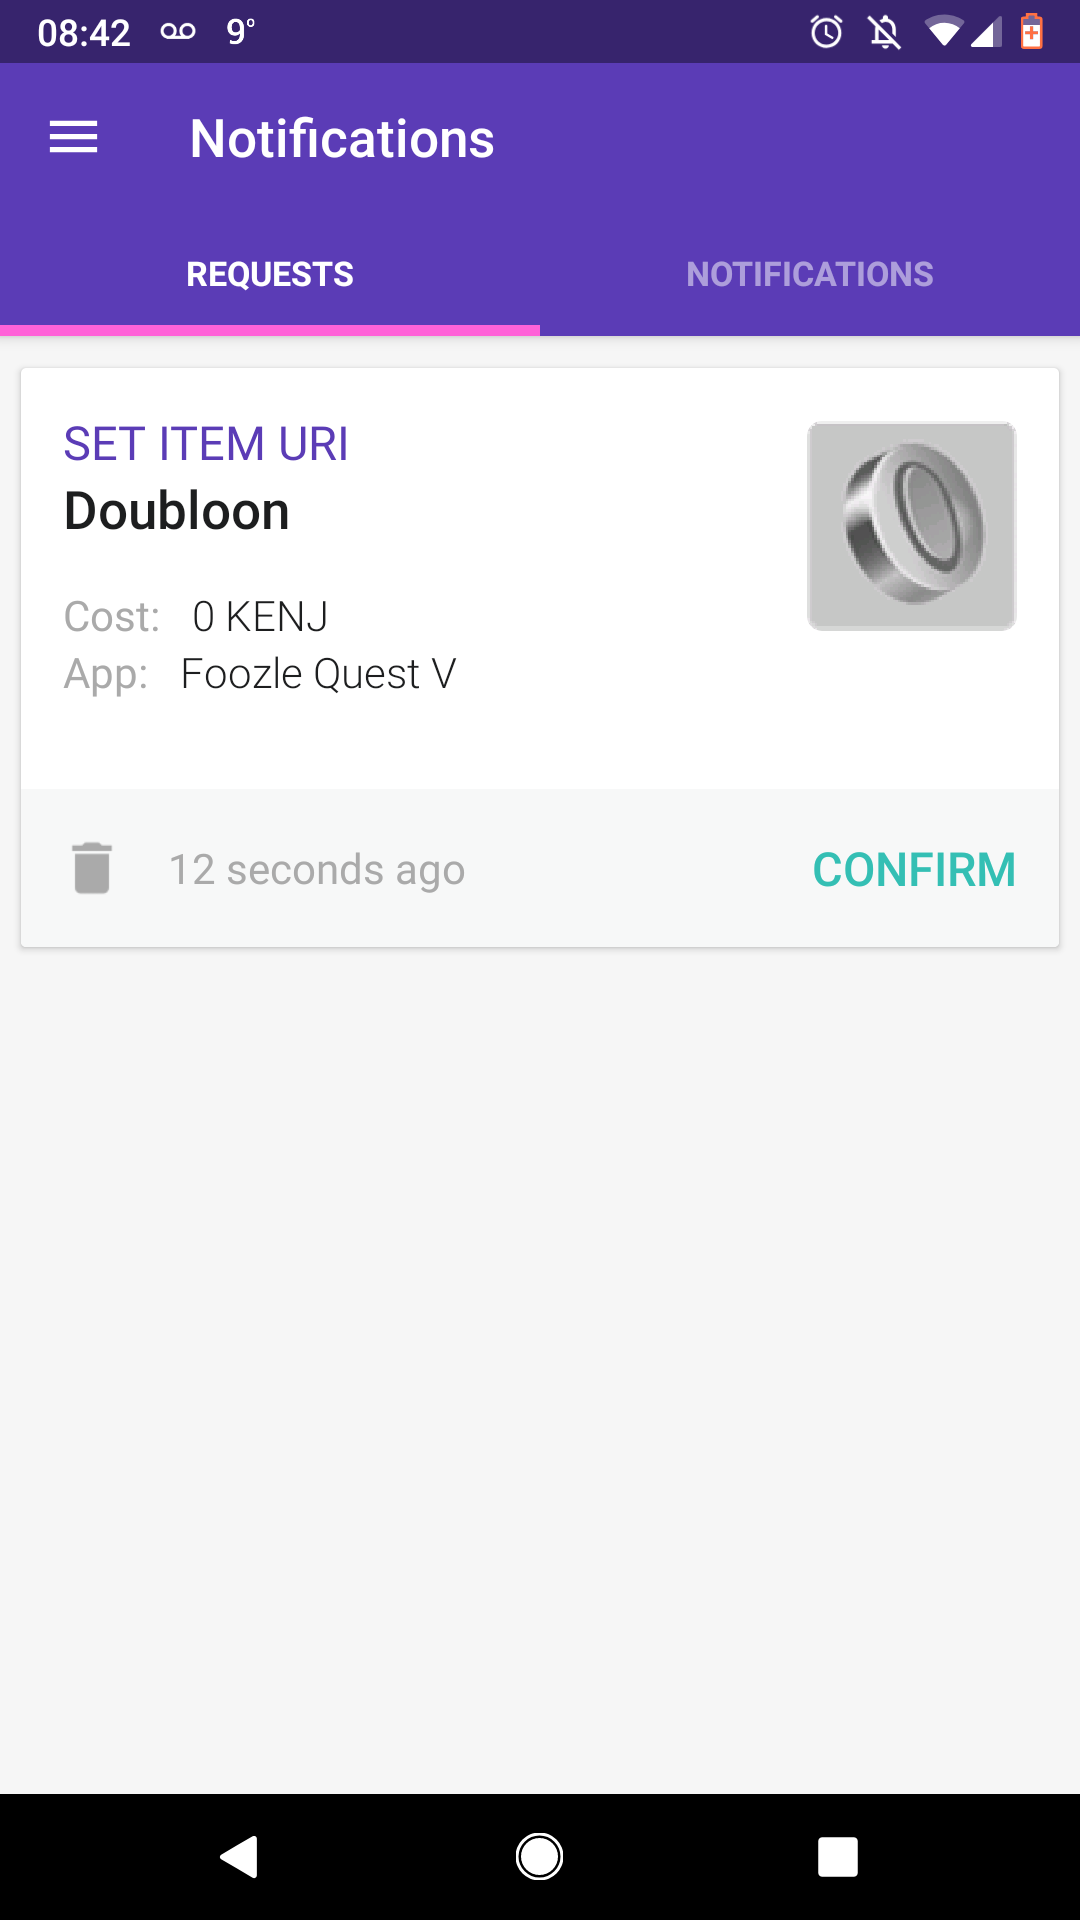 08:42 9°
Notifications
REQUESTS NOTIFICATIONS
SET ITEM URI
Doubloon
Cost: 0 KENJ
App: Foozle Quest V
12 seconds ago CONFIRM